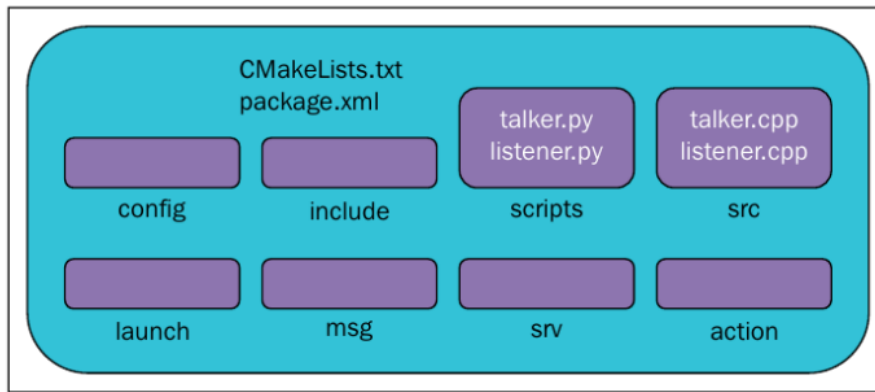 CMakeLists.txt
package.xml
talker.py
listener.py
talker.cpp
listener.cpp
config
include
scripts
src
launch
msg
srv
action